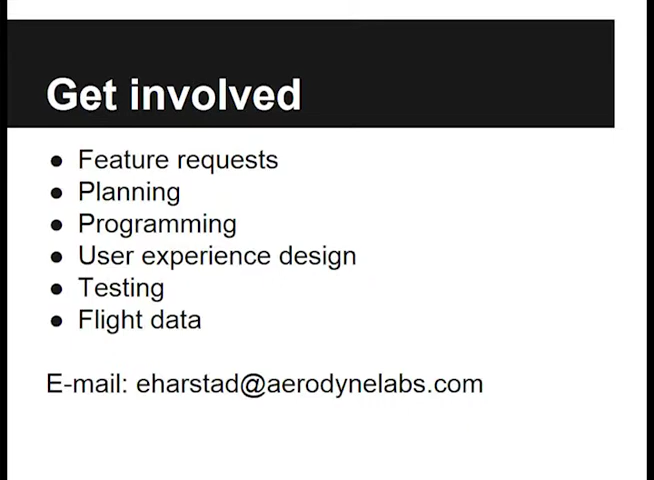 Get involved
● Feature requests
● Planning
● Programming
● User experience design
● Testing
● Flight data
E-mail: eharstad@aerodynelabs.com